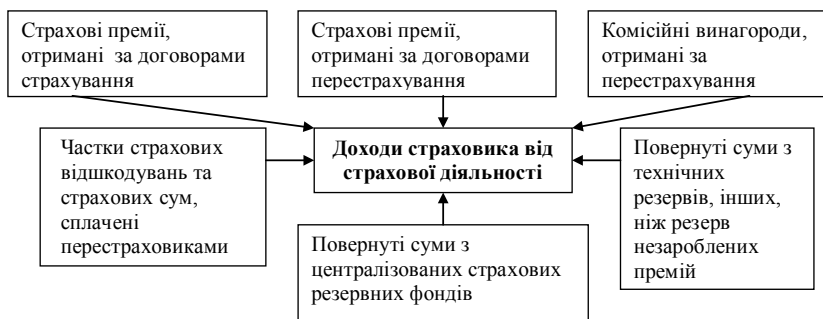 Страхові премії,
отримані за договорами
страхування
Страхові премії,
отримані за договорами
перестрахування
Комісійні винагороди,
отримані за
перестрахування
Частки страхових
відшкодувань та
страхових сум,
сплачені
перестраховиками
Доходи страховика від
страхової діяльності
Повернуті суми з
технічних
резервів, інших,
ніж резерв
незароблених
премій
Повернуті суми з
централізованих страхових
резервних фондів